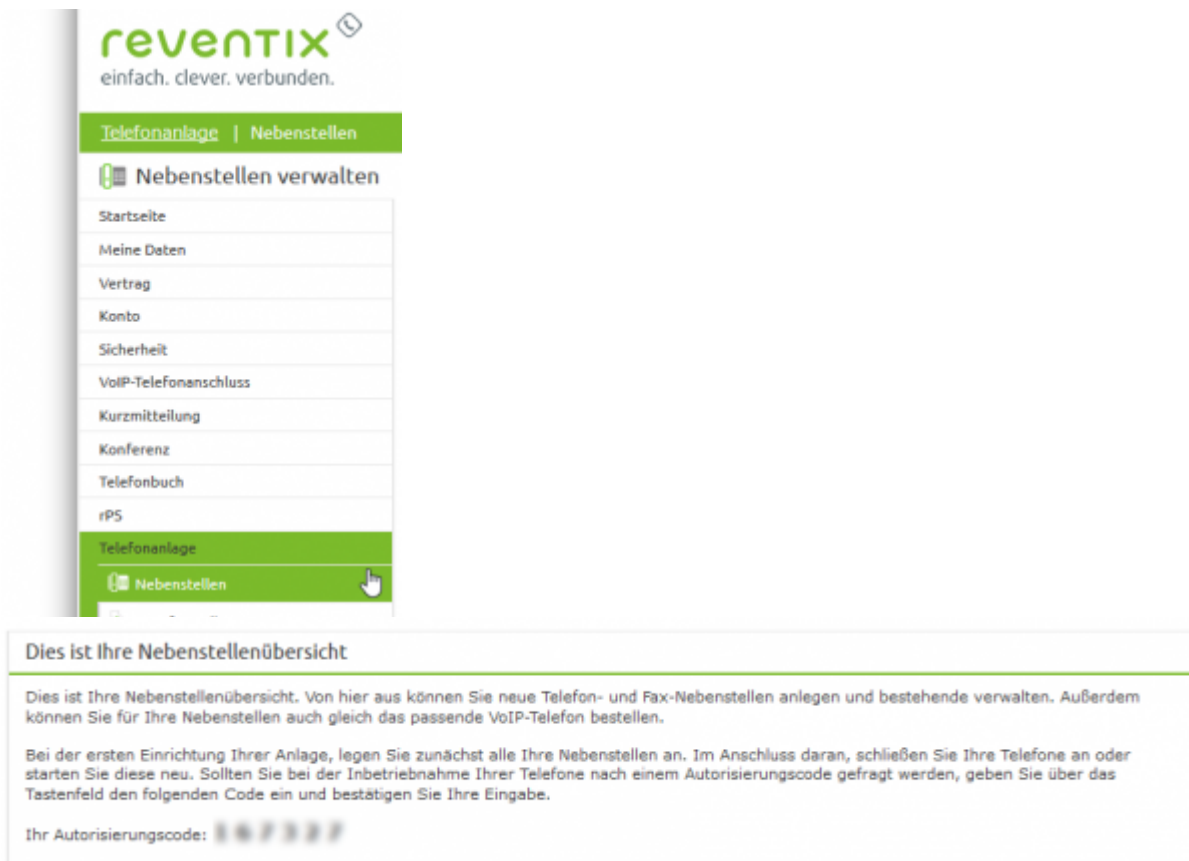 reventix
einfach. clever. verbunden.
Telefonanlage | Nebenstellen
Nebenstellen verwalten
Startseite
Meine Daten
Vertrag
Konto
Sicherheit
VoIP-Telefonanschluss
Kurzmitteilung
Konferenz
Telefonbuch
rPS
Telefonanlage
Nebenstellen
Dies ist Ihre Nebenstellenübersicht
Dies ist Ihre Nebenstellenübersicht. Von hier aus können Sie neue Telefon- und Fax-Nebenstellen anlegen und bestehende verwalten. Außerdem
können Sie für Ihre Nebenstellen auch gleich das passende VoIP-Telefon bestellen.
Bei der ersten Einrichtung Ihrer Anlage, legen Sie zunächst alle Ihre Nebenstellen an. Im Anschluss daran, schließen Sie Ihre Telefone an oder
starten Sie diese neu. Sollten Sie bei der Inbetriebnahme Ihrer Telefone nach einem Autorisierungscode gefragt werden, geben Sie über das
Tastenfeld den folgenden Code ein und bestätigen Sie Ihre Eingabe.
Ihr Autorisierungscode: